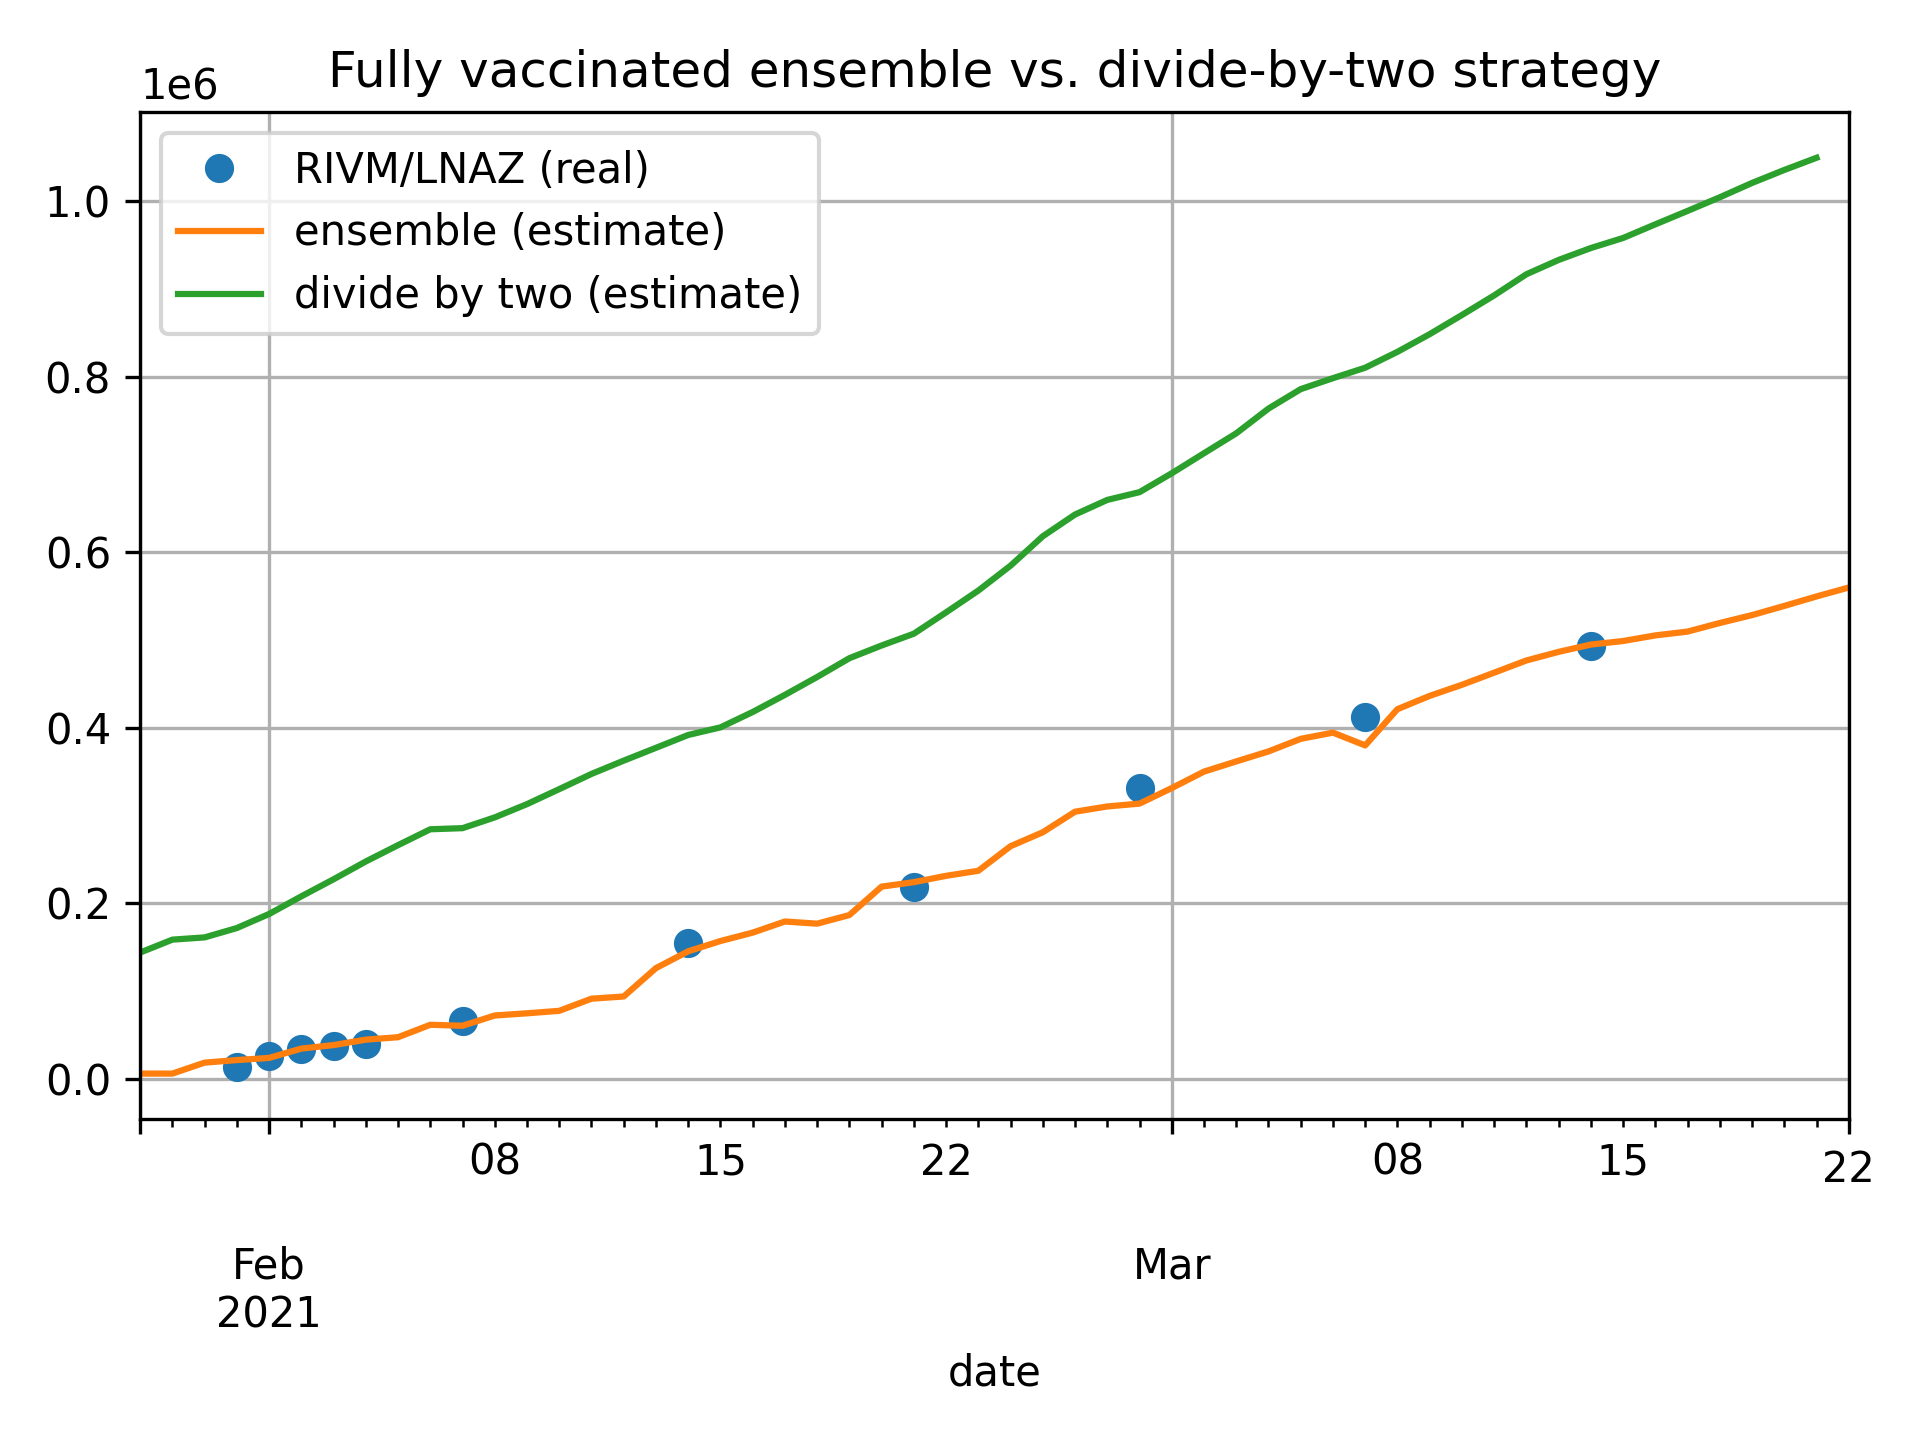 Fully vaccinated ensemble vs. divide-by-two strategy
1e6
RIVM/LNAZ (real)
ensemble (estimate)
divide by two (estimate)
1.0
0.8
0.6
0.4
0.2
0.0
08 15 22 08 15 22
Feb Mar
2021
date